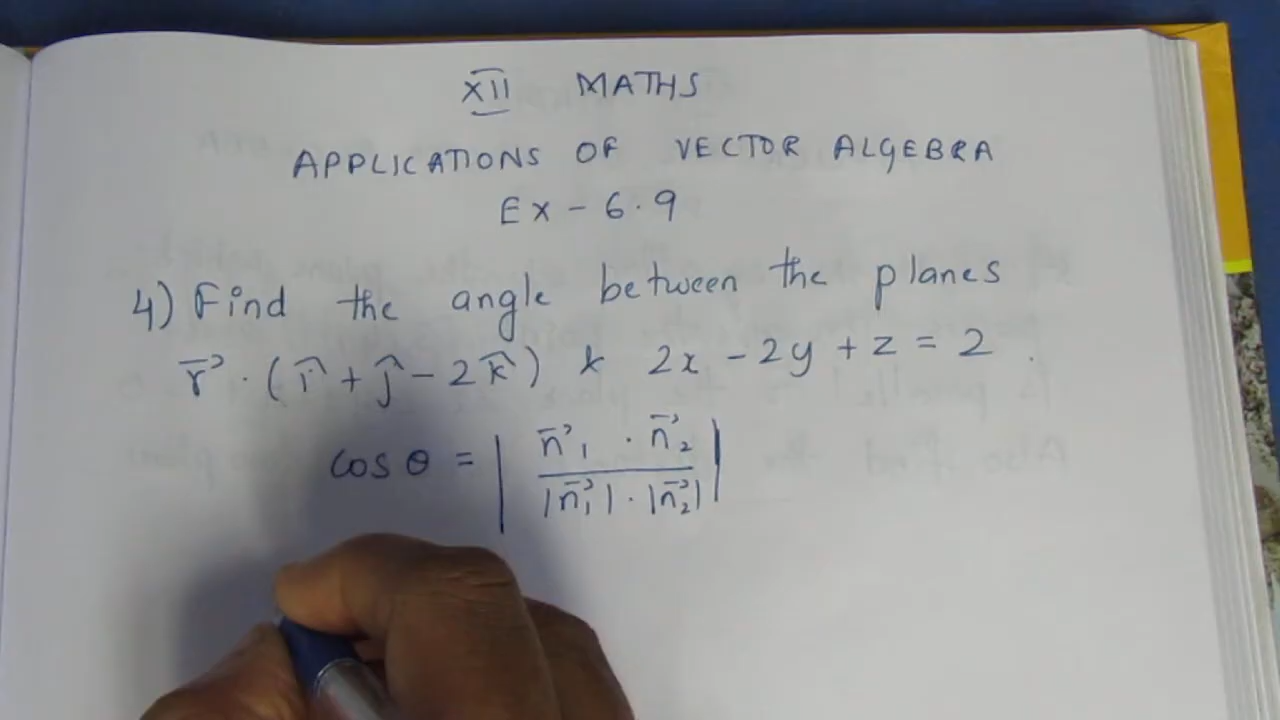 XII MATHS
APPLICATIONS OF VECTOR ALGEBRA
Ex - 6.9
4) Find the angle between the planes
r⃗ · ( î + ĵ - 2k̂ ) & 2x - 2y + z = 2 .
cos θ = | n⃗₁ · n⃗₂ / |n⃗₁| · |n⃗₂| |